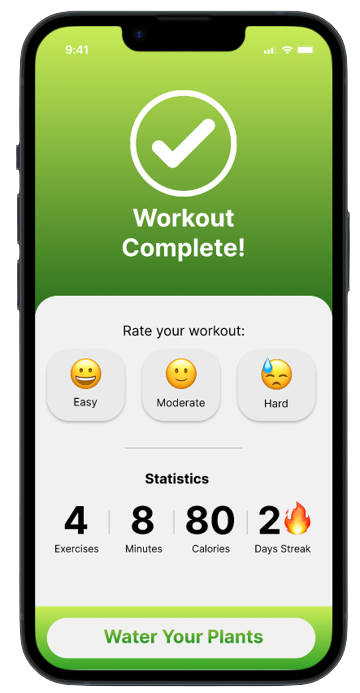 9:41
Workout
Complete!
Rate your workout:
Easy Moderate Hard
Statistics
4 8 80 2🔥
Exercises Minutes Calories Days Streak
Water Your Plants